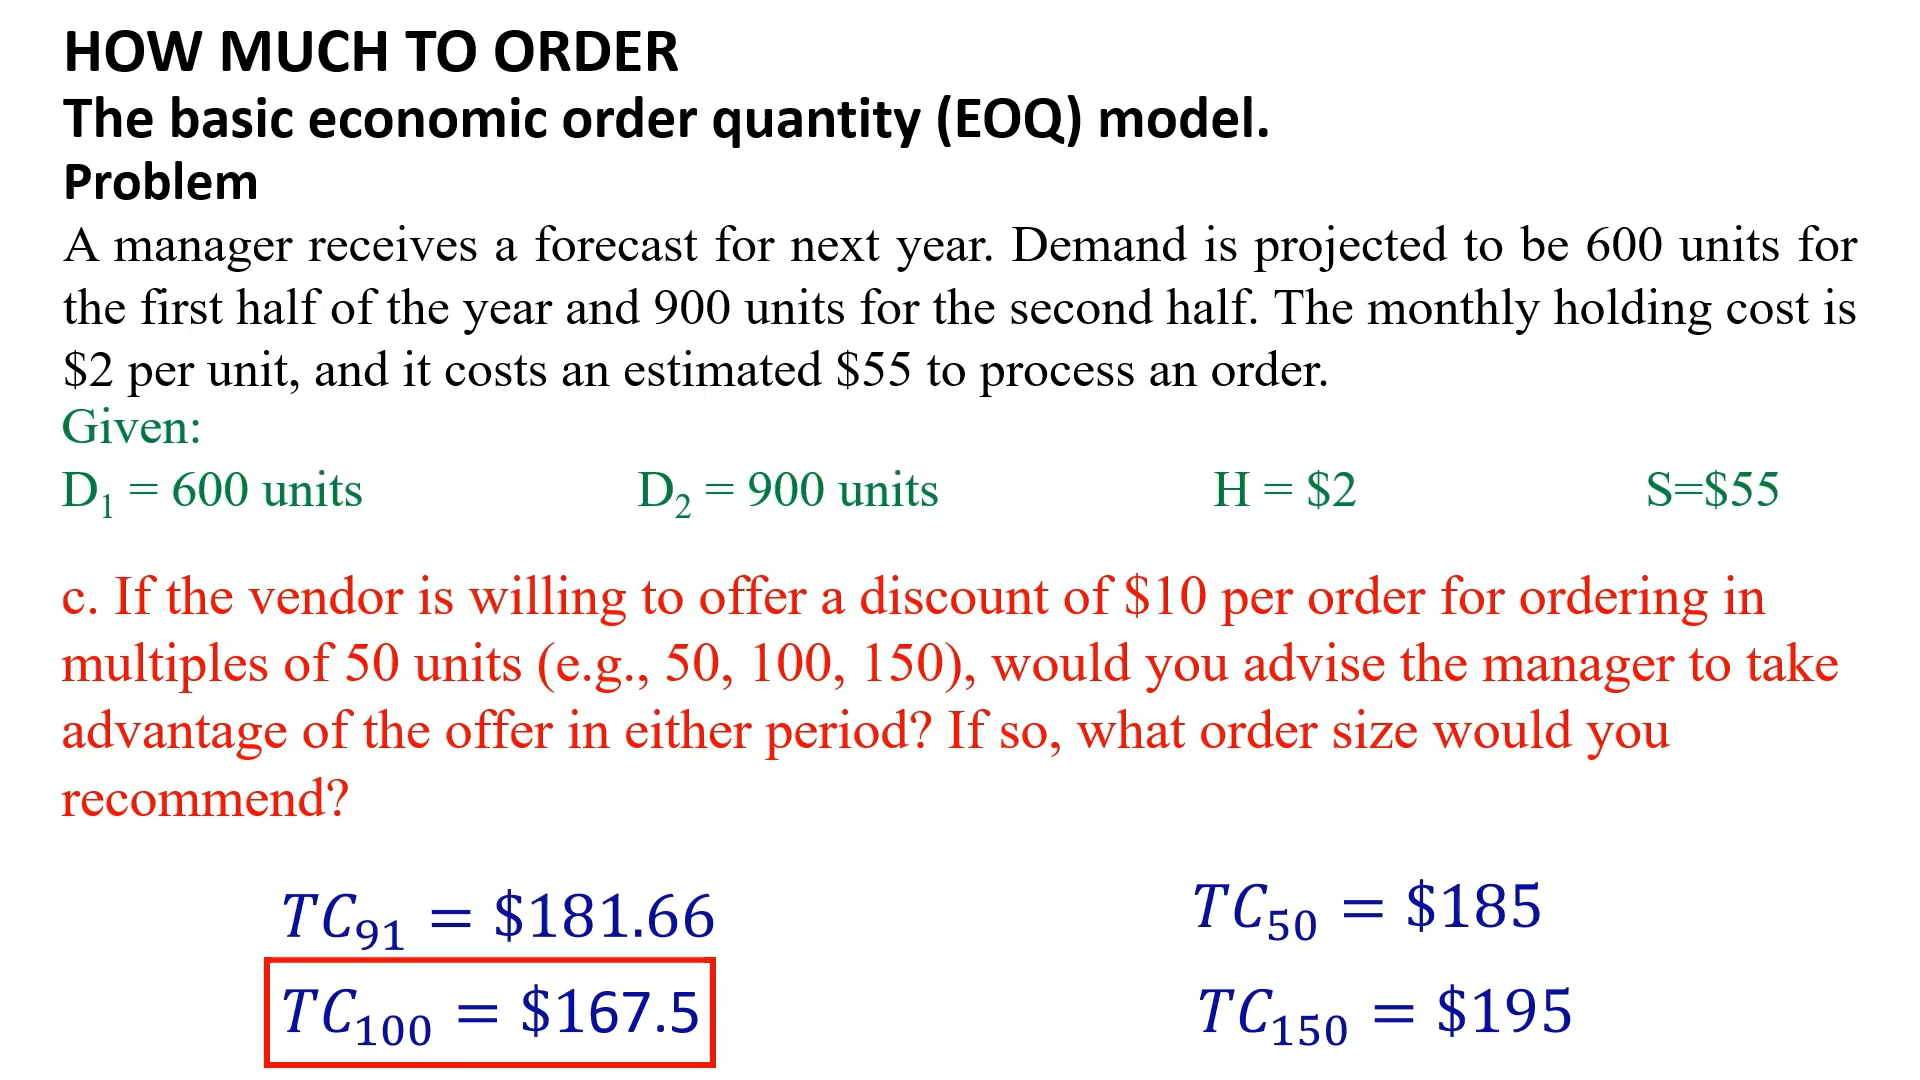 HOW MUCH TO ORDER
The basic economic order quantity (EOQ) model.
Problem
A manager receives a forecast for next year. Demand is projected to be 600 units for
the first half of the year and 900 units for the second half. The monthly holding cost is
$2 per unit, and it costs an estimated $55 to process an order.
Given:
D₁ = 600 units D₂ = 900 units H = $2 S=$55
c. If the vendor is willing to offer a discount of $10 per order for ordering in
multiples of 50 units (e.g., 50, 100, 150), would you advise the manager to take
advantage of the offer in either period? If so, what order size would you
recommend?
TC₉₁ = $181.66 TC₅₀ = $185
TC₁₀₀ = $167.5 TC₁₅₀ = $195